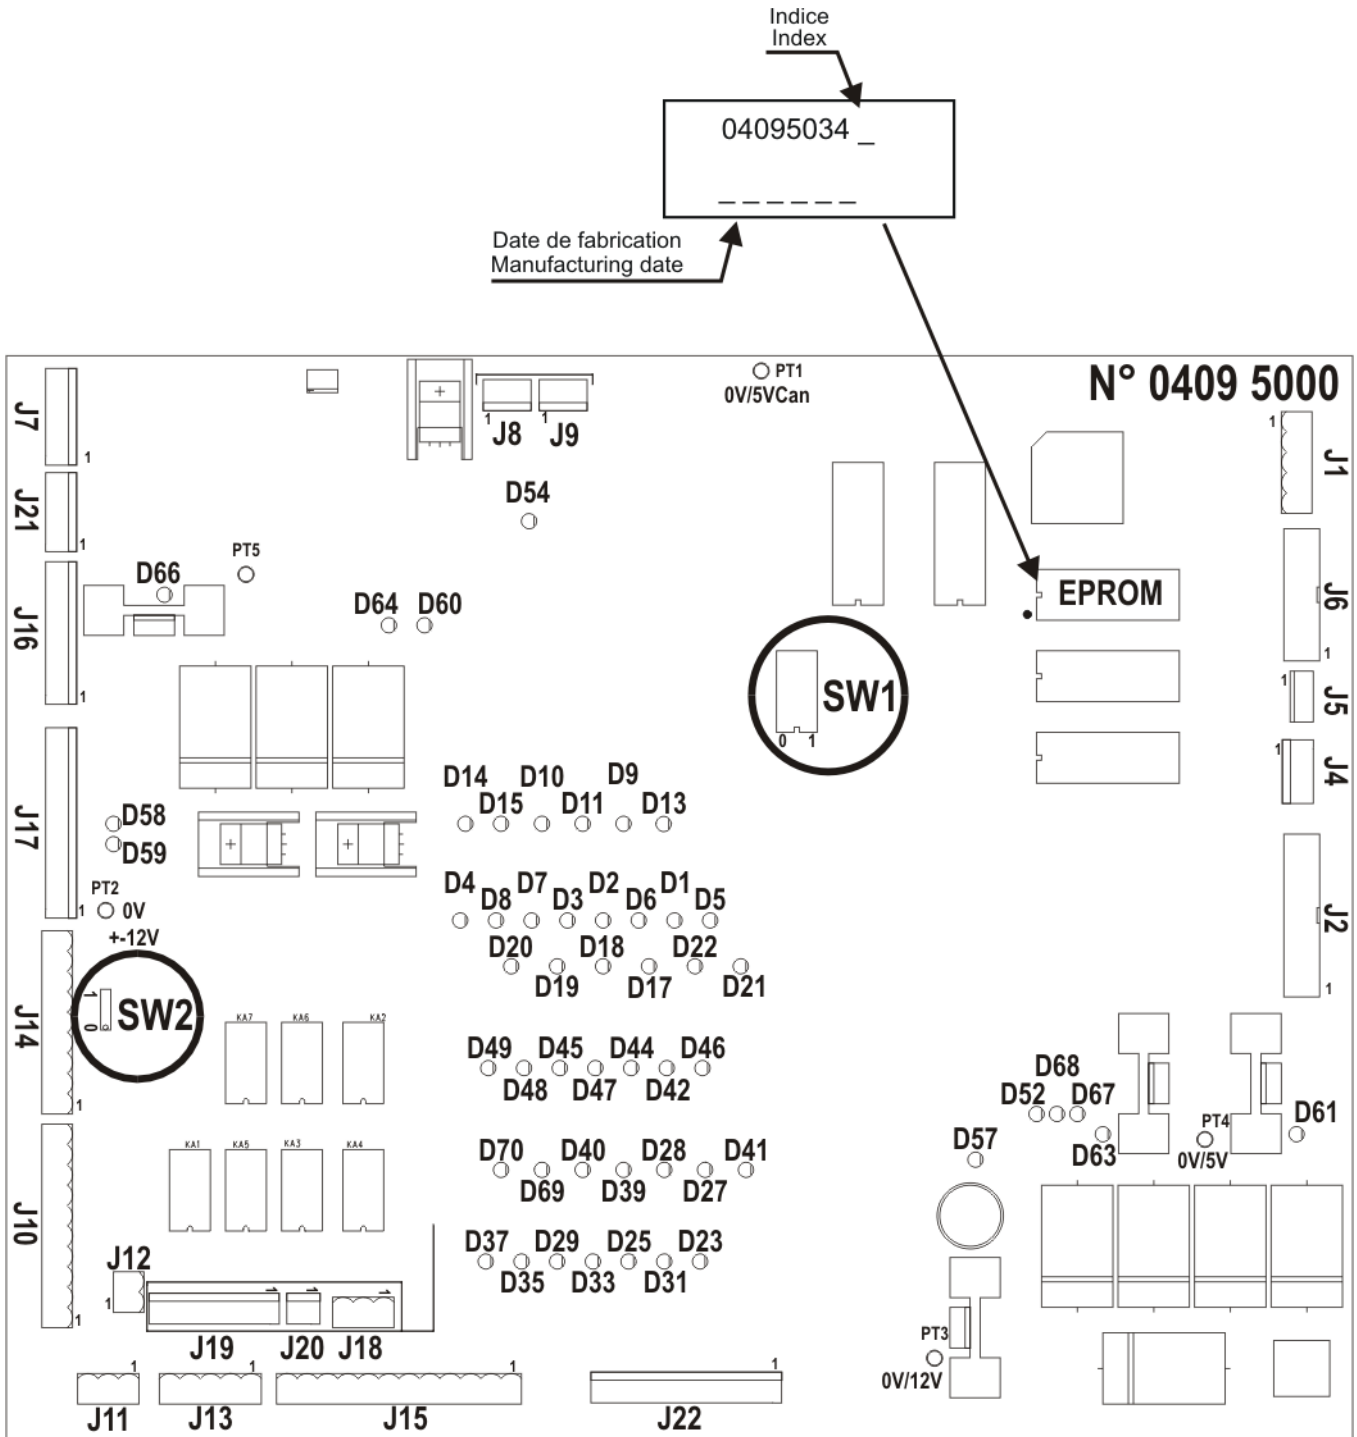 Indice
Index
04095034 _
_ _ _ _ _ _
Date de fabrication
Manufacturing date
N° 0409 5000
PT1
0V/5VCan
J7
1
J8
1
J9
1
J1
1
D54
J21
1
PT5
D66
D64
D60
EPROM
J6
1
J16
1
SW1
0 1
J5
1
J4
1
D14
D10
D9
D15
D11
D13
J17
1
D58
D59
PT2
0V
+-12V
D4
D7
D2
D1
D8
D3
D6
D5
D20
D18
D22
D19
D17
D21
J2
1
SW2
1
0
J14
1
KA7
KA6
KA2
D49
D45
D44
D46
D48
D47
D42
D68
D52
D67
D63
PT4
0V/5V
D61
D57
KA1
KA5
KA3
KA4
D70
D40
D28
D41
D69
D39
D27
J10
1
J12
1
D37
D29
D25
D23
D35
D33
D31
1
1
1
J19
J20
J18
PT3
0V/12V
1
1
1
1
J11
J13
J15
J22